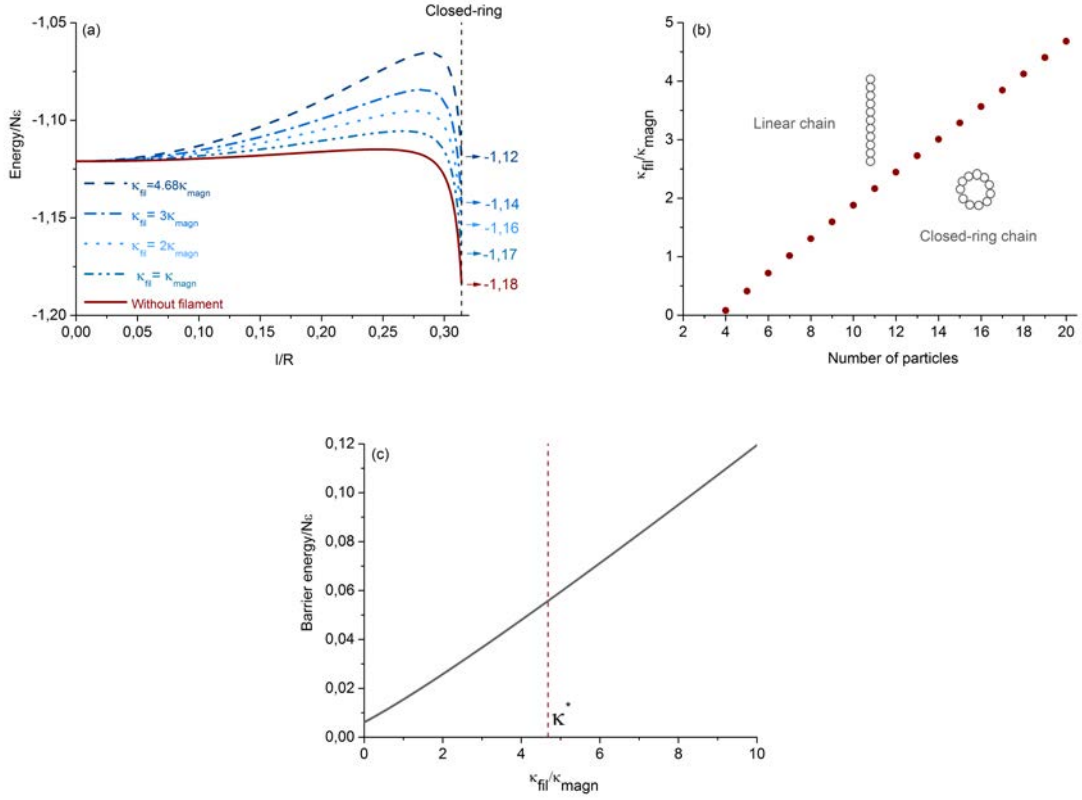 Closed-ring
(a)
-1,05
-1,10
-1,15
-1,20
Energy/Nε
-1,12
-1,14
-1,16
-1,17
-1,18
κfil=4.68κmagn
κfil= 3κmagn
κfil= 2κmagn
κfil= κmagn
Without filament
0,00 0,05 0,10 0,15 0,20 0,25 0,30
l/R
(b)
5
4
3
2
1
0
κfil/κmagn
Linear chain
Closed-ring chain
2 4 6 8 10 12 14 16 18 20
Number of particles
(c)
0,12
0,10
0,08
0,06
0,04
0,02
0,00
Barrier energy/Nε
κ*
0 2 4 6 8 10
κfil/κmagn